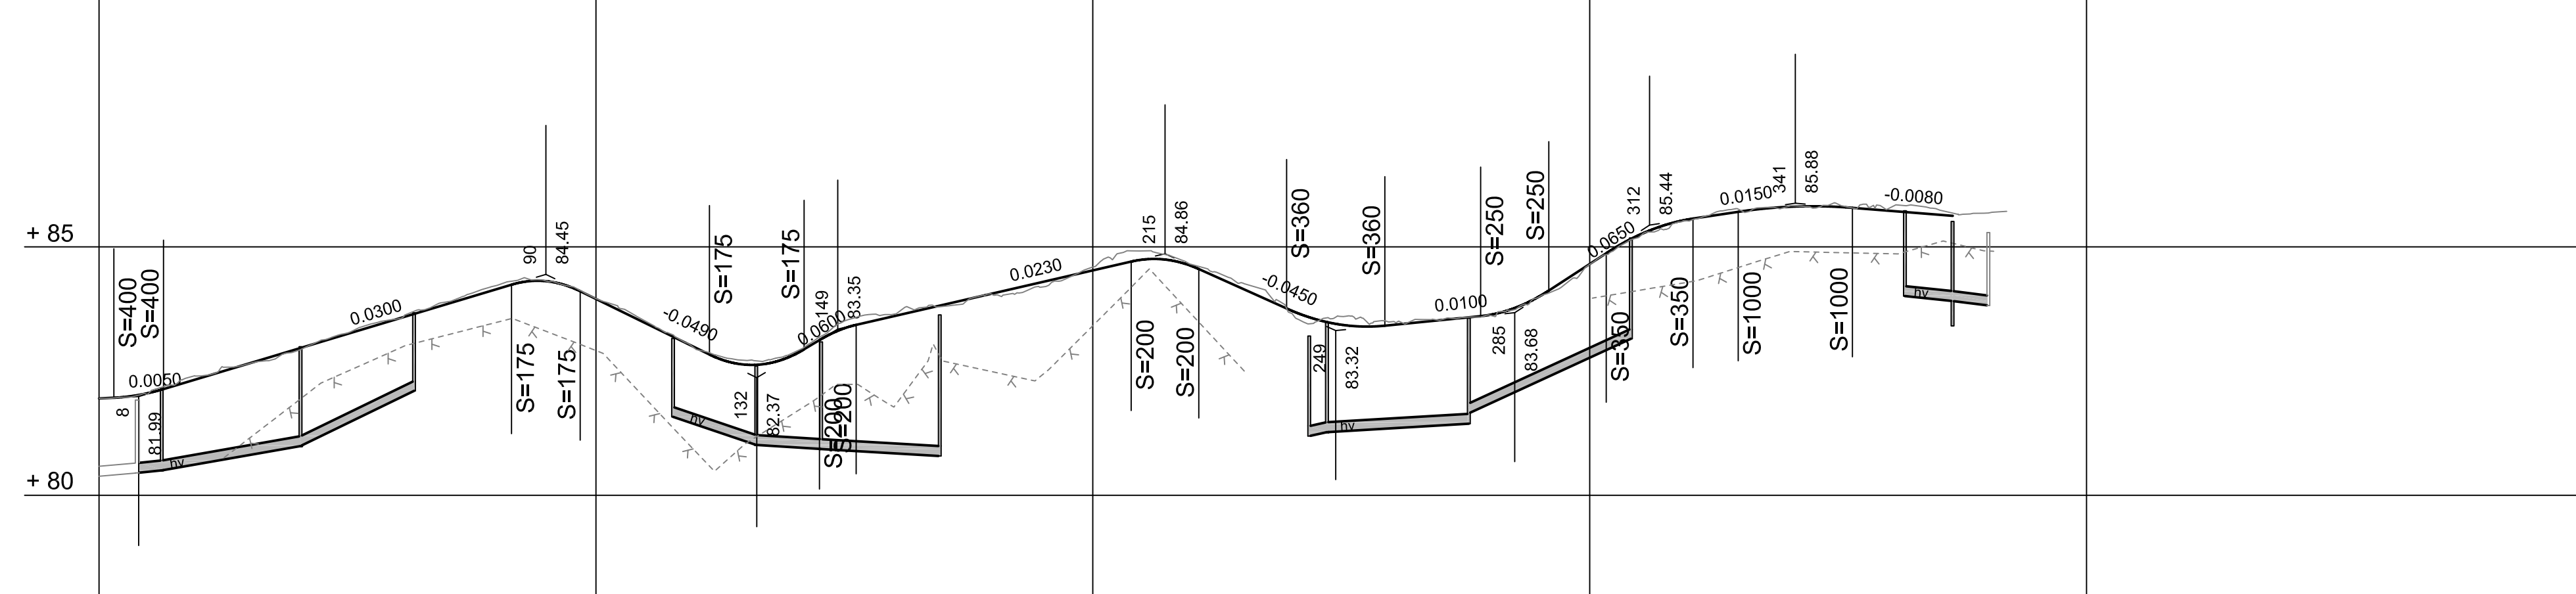 + 85
+ 80
S=400
S=400
0.0050
8
81.99
hv
0.0300
90
84.45
S=175
S=175
-0.0490
S=175
hv
132
82.37
S=175
0.0600
149
83.35
S=200
S=200
0.0230
215
84.86
S=200
S=200
-0.0450
S=360
249
83.32
hv
S=360
0.0100
S=250
285
83.68
S=250
0.0650
S=350
312
85.44
S=350
0.0150
S=1000
341
85.88
S=1000
-0.0080
hv